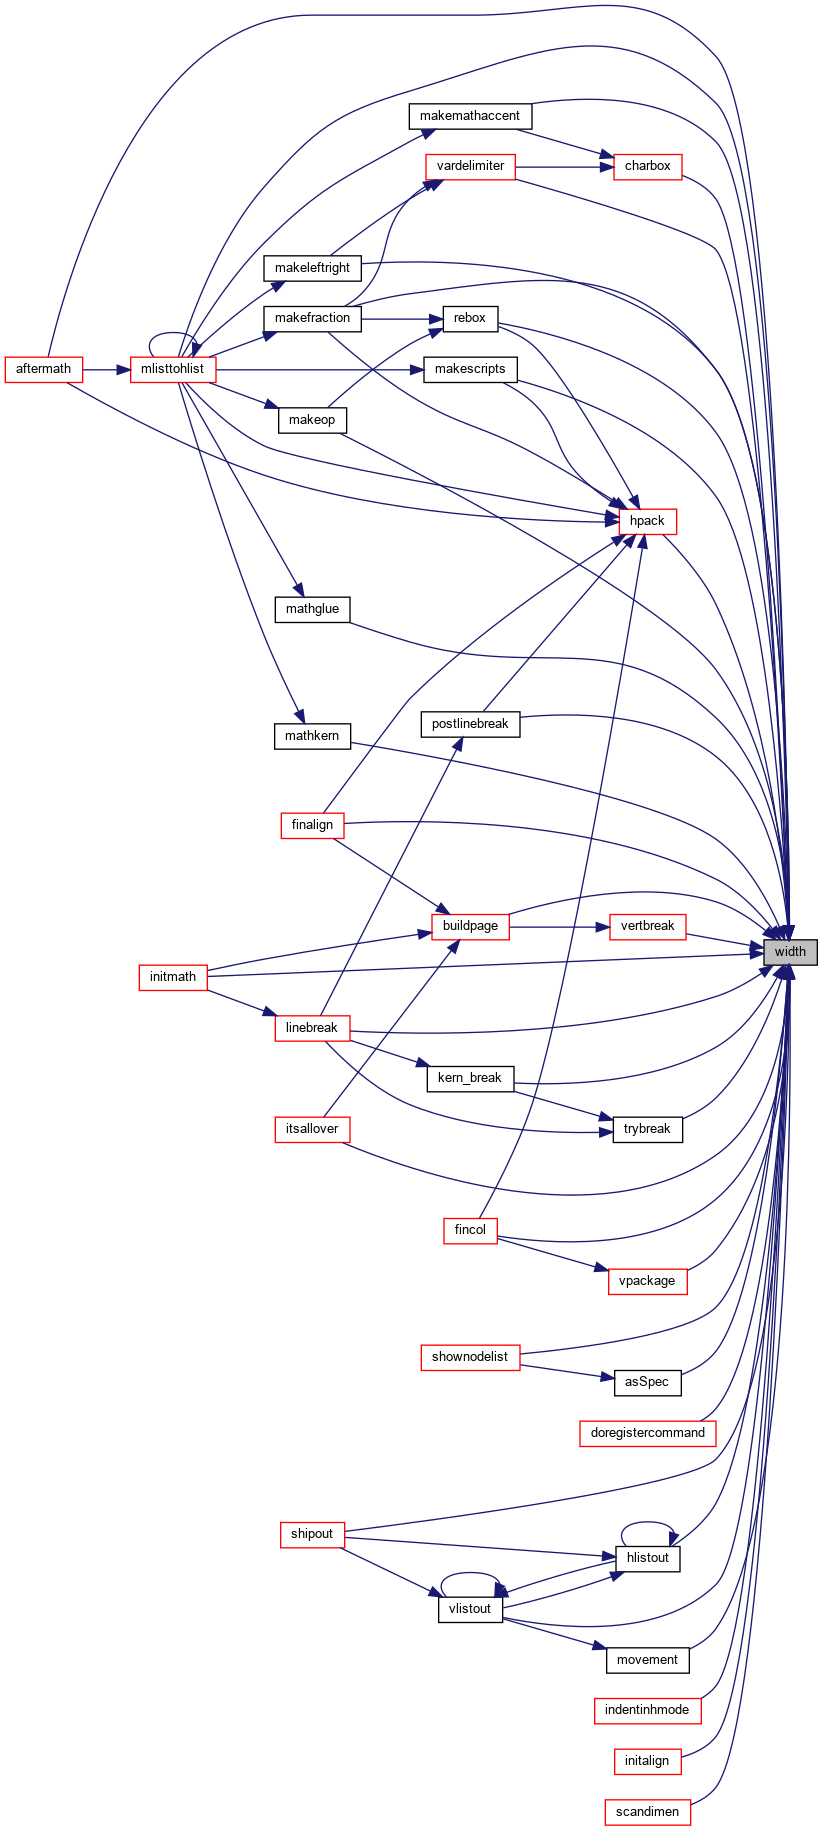 makemathaccent
vardelimiter
charbox
makeleftright
makefraction
rebox
aftermath
mlisttohlist
makescripts
makeop
hpack
mathglue
postlinebreak
mathkern
finalign
buildpage
vertbreak
width
initmath
linebreak
kern_break
itsallover
trybreak
fincol
vpackage
shownodelist
asSpec
doregistercommand
shipout
hlistout
vlistout
movement
indentinhmode
initalign
scandimen